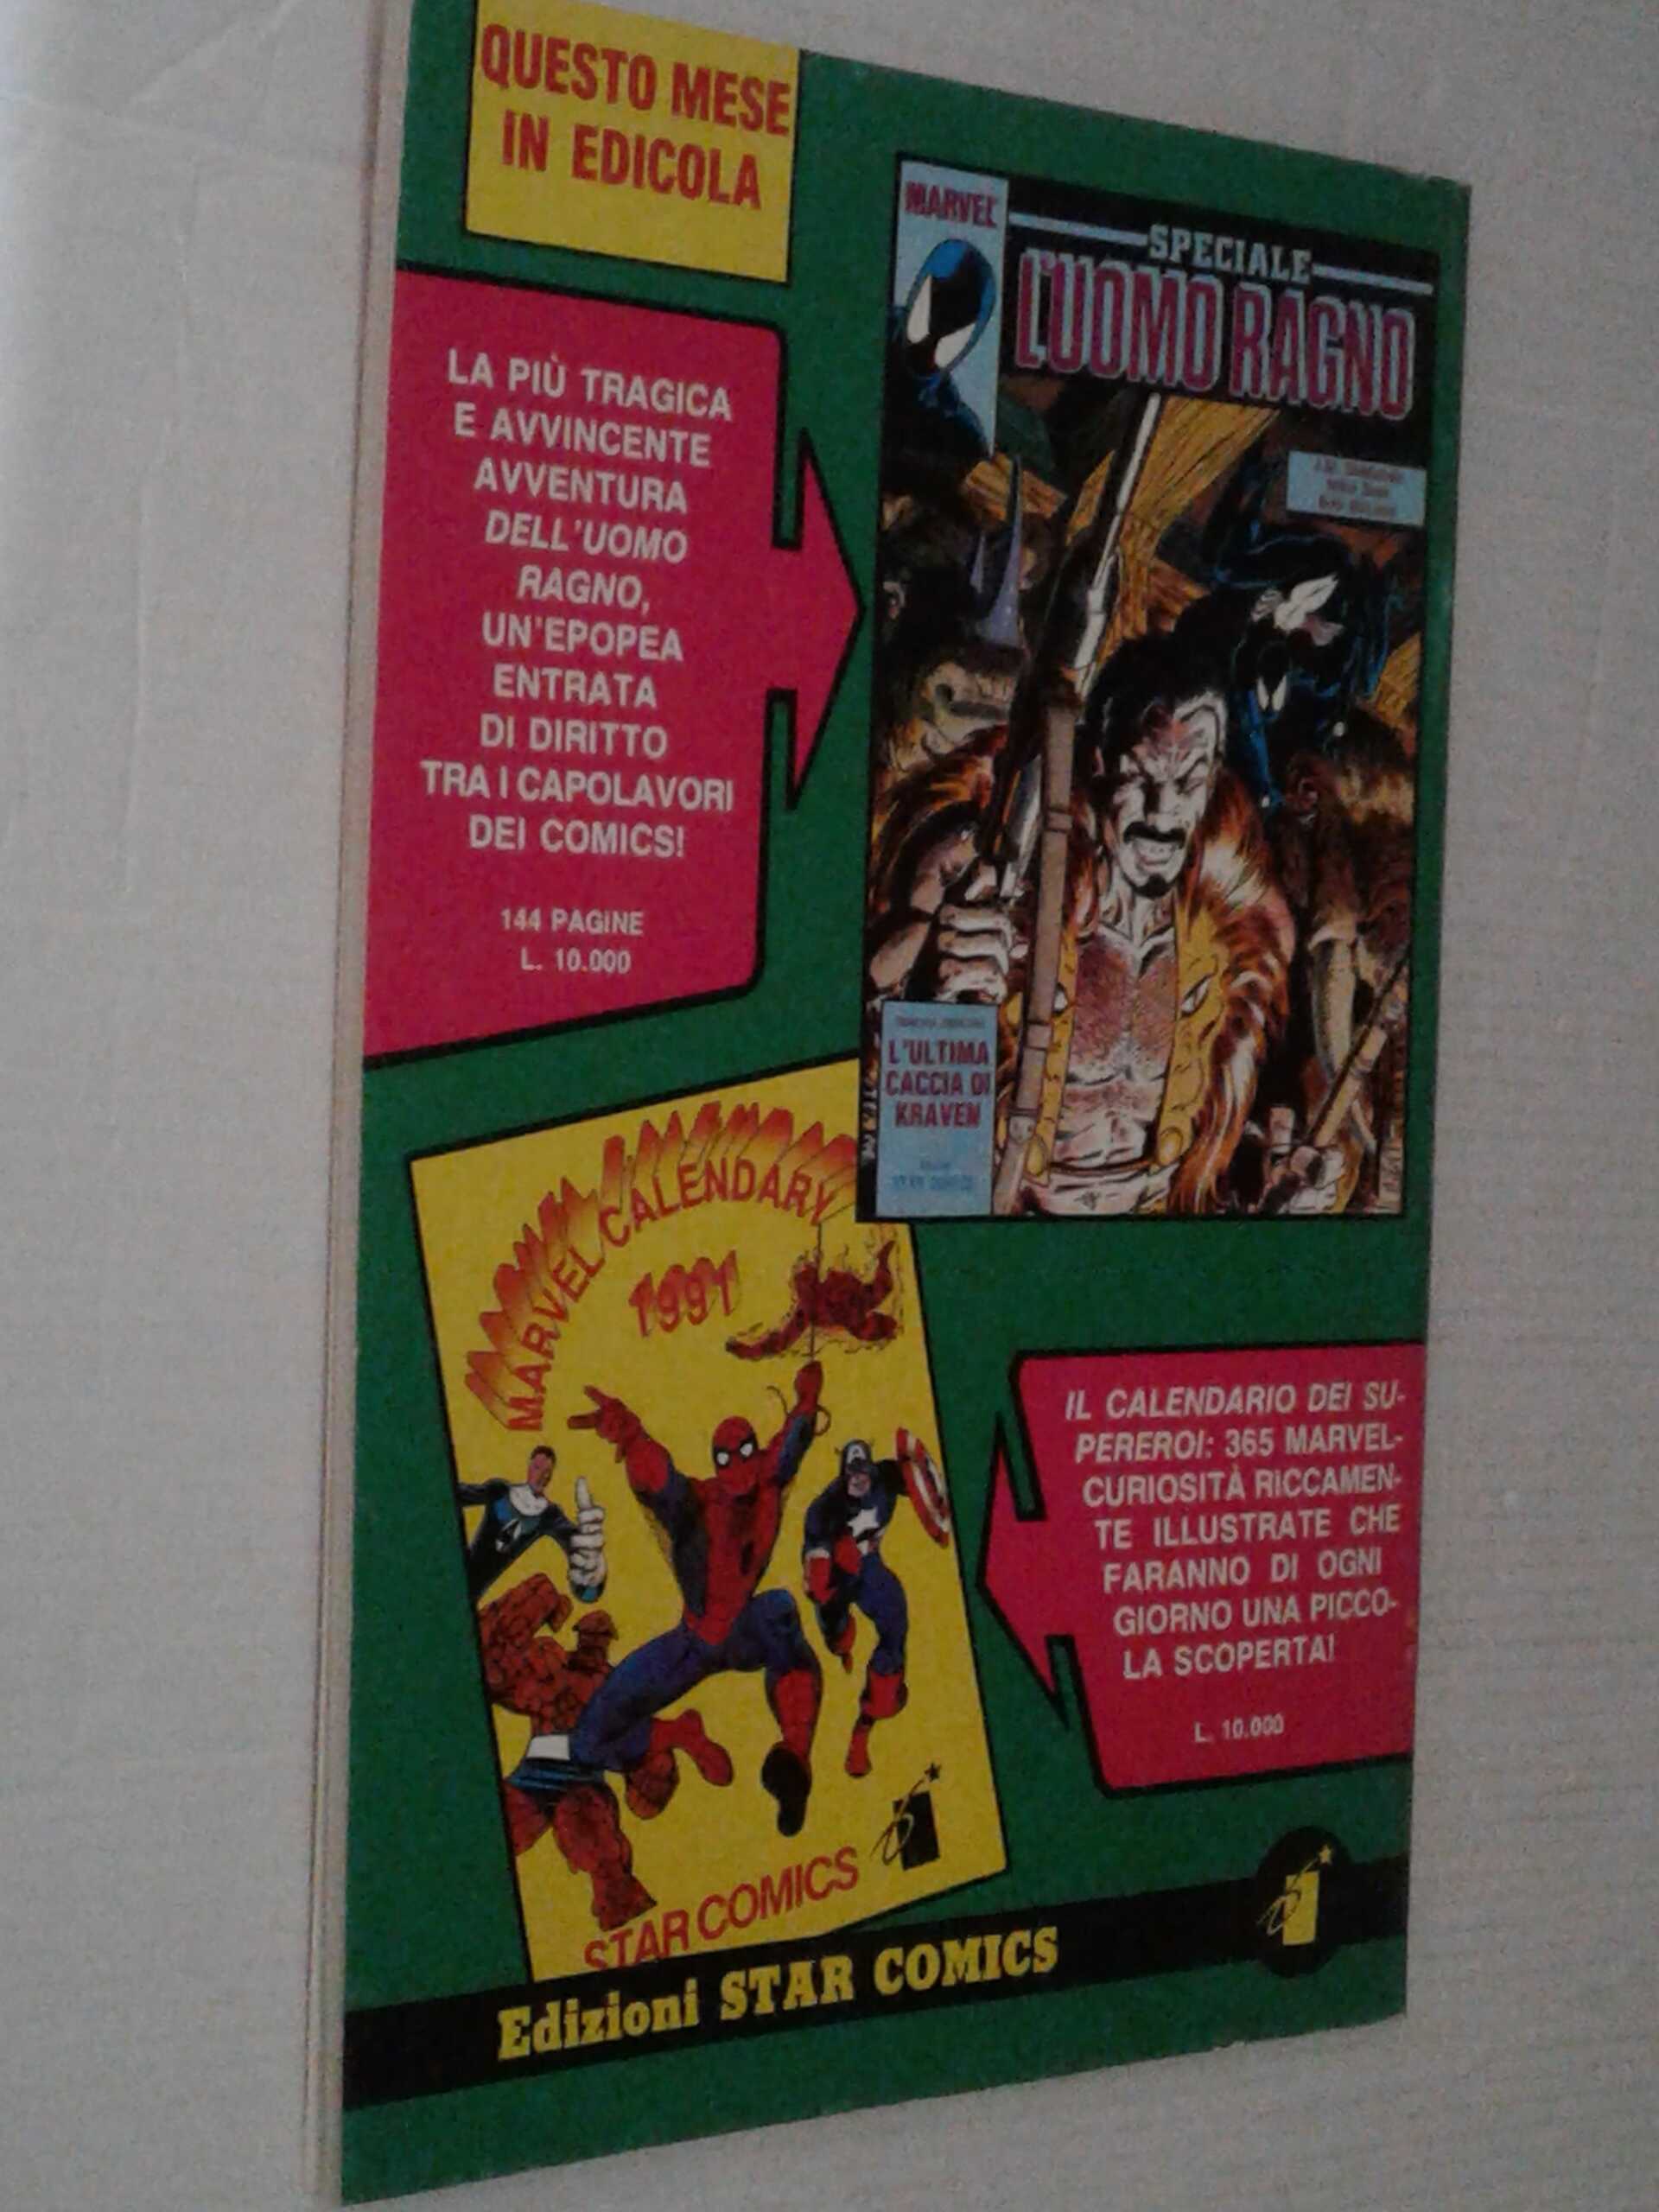 QUESTO MESE
IN EDICOLA
MARVEL
SPECIALE
L'UOMO RAGNO
LA PIÙ TRAGICA
E AVVINCENTE
AVVENTURA
DELL'UOMO
RAGNO,
UN'EPOPEA
ENTRATA
DI DIRITTO
TRA I CAPOLAVORI
DEI COMICS!
144 PAGINE
L. 10.000
L'ULTIMA
CACCIA DI
KRAVEN
MARVEL CALENDARY
1991
STAR COMICS
IL CALENDARIO DEI SU-
PEREROI: 365 MARVEL-
CURIOSITÀ RICCAMEN-
TE ILLUSTRATE CHE
FARANNO DI OGNI
GIORNO UNA PICCO-
LA SCOPERTA!
L. 10.000
Edizioni STAR COMICS